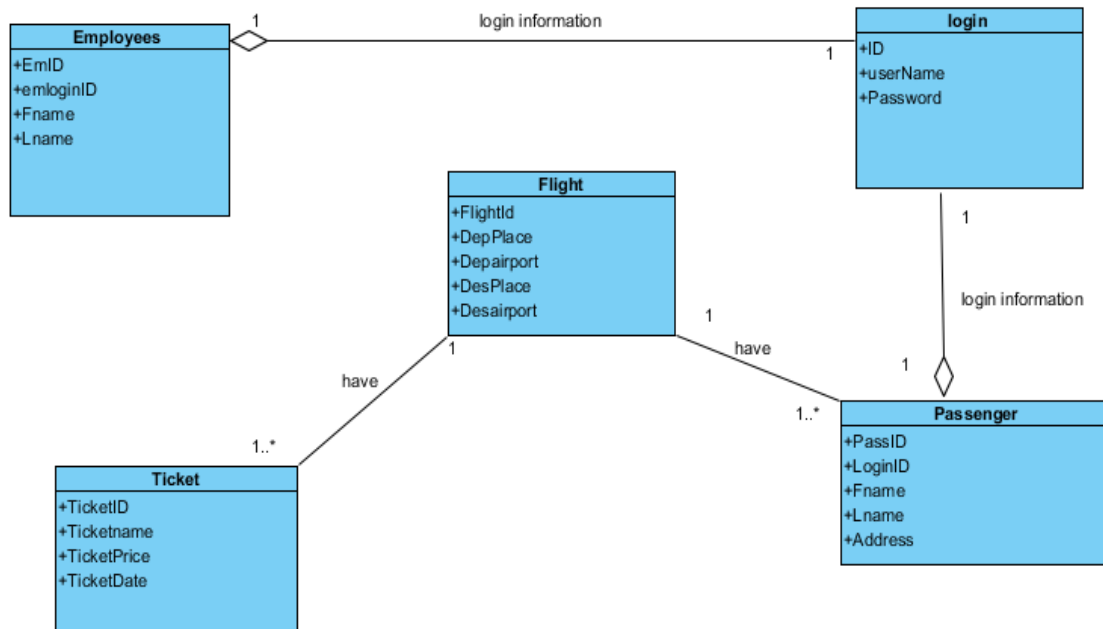 1
login information
1
Employees
+EmID
+emloginID
+Fname
+Lname
login
+ID
+userName
+Password
Flight
+FlightId
+DepPlace
+Depairport
+DesPlace
+Desairport
1
login information
1
1
have
1..*
1
have
1..*
Ticket
+TicketID
+Ticketname
+TicketPrice
+TicketDate
Passenger
+PassID
+LoginID
+Fname
+Lname
+Address